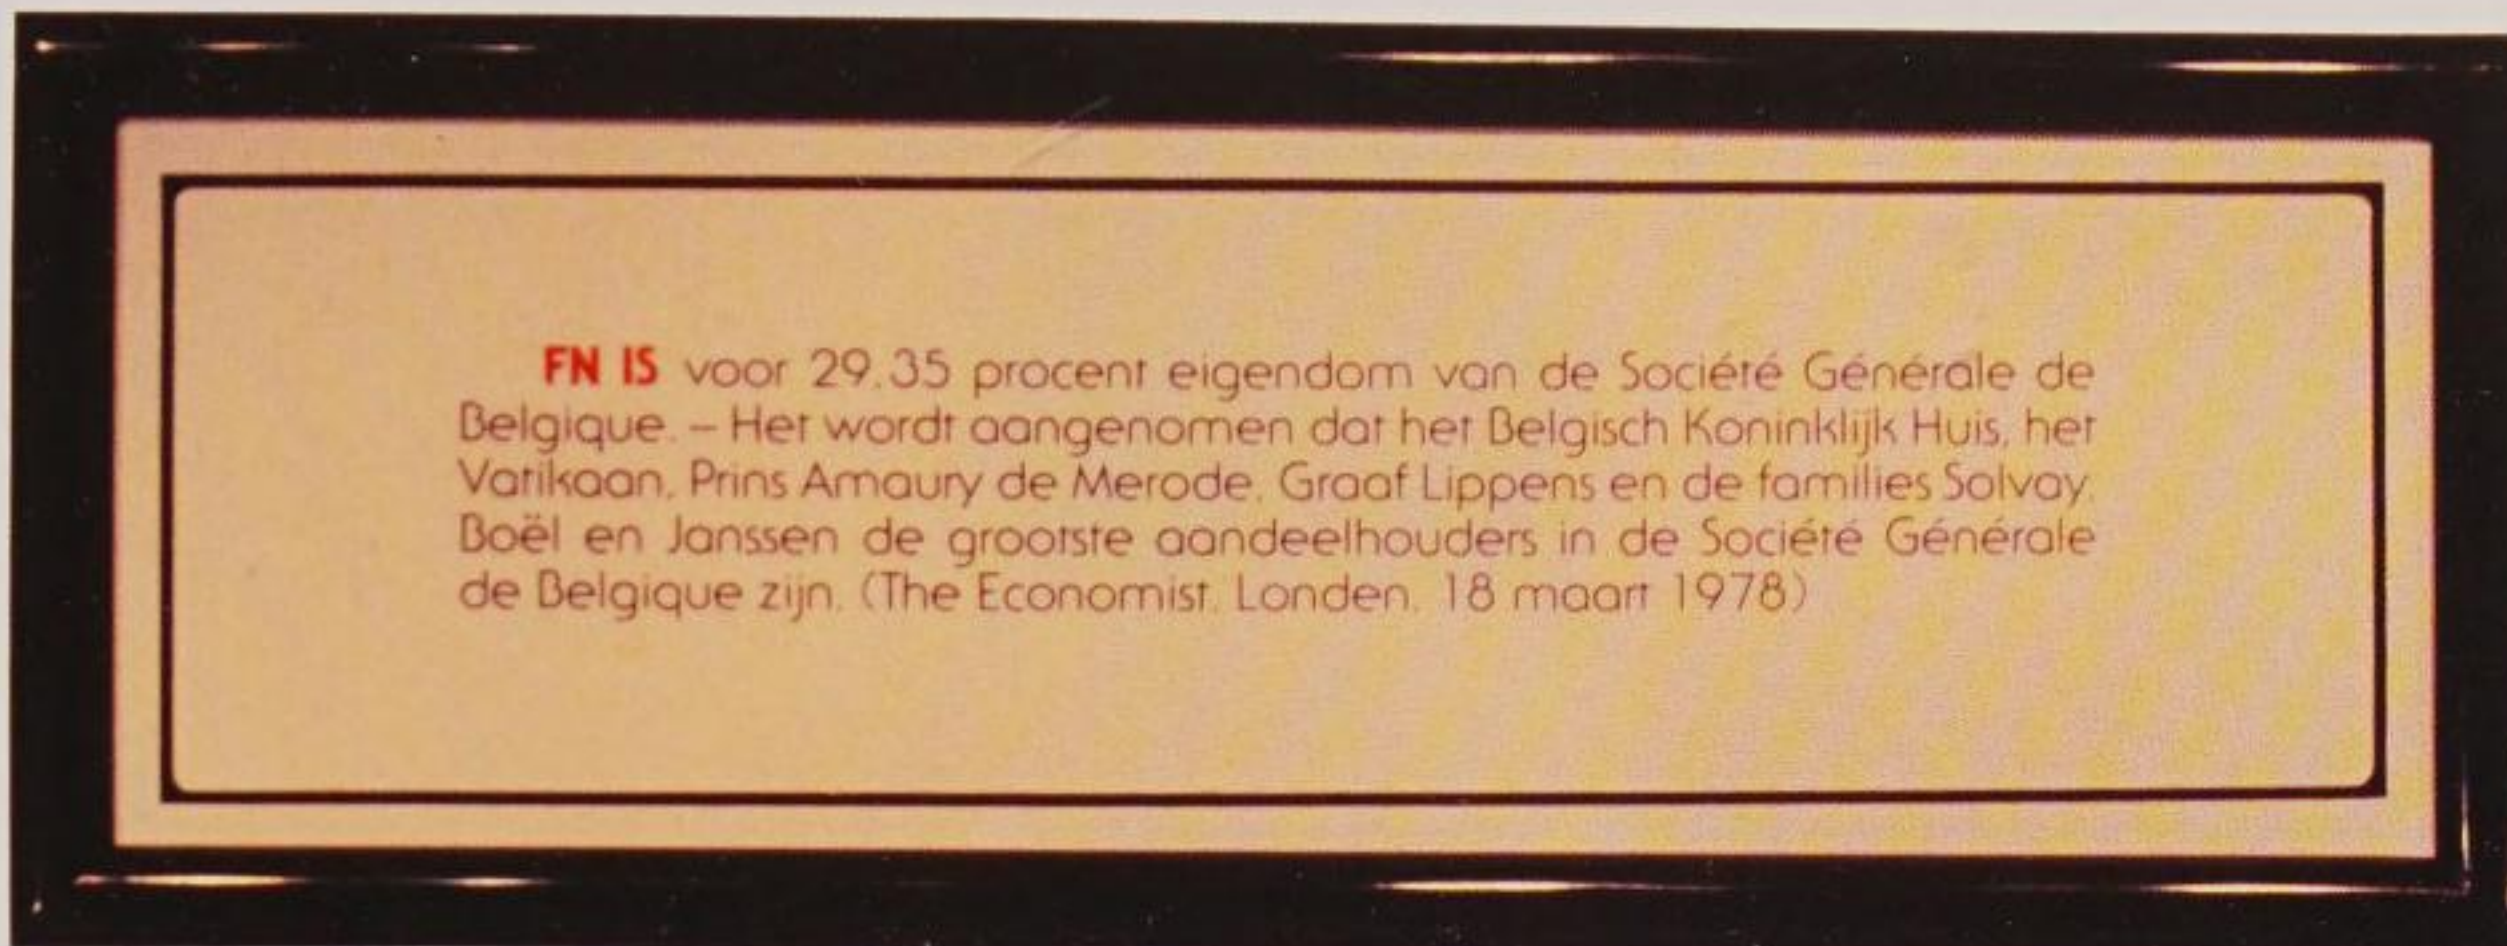 FN IS voor 29.35 procent eigendom van de Société Générale de
Belgique. – Het wordt aangenomen dat het Belgisch Koninklijk Huis, het
Vatikaan, Prins Amaury de Merode, Graaf Lippens en de families Solvay,
Boël en Janssen de grootste aandeelhouders in de Société Générale
de Belgique zijn. (The Economist, Londen, 18 maart 1978)